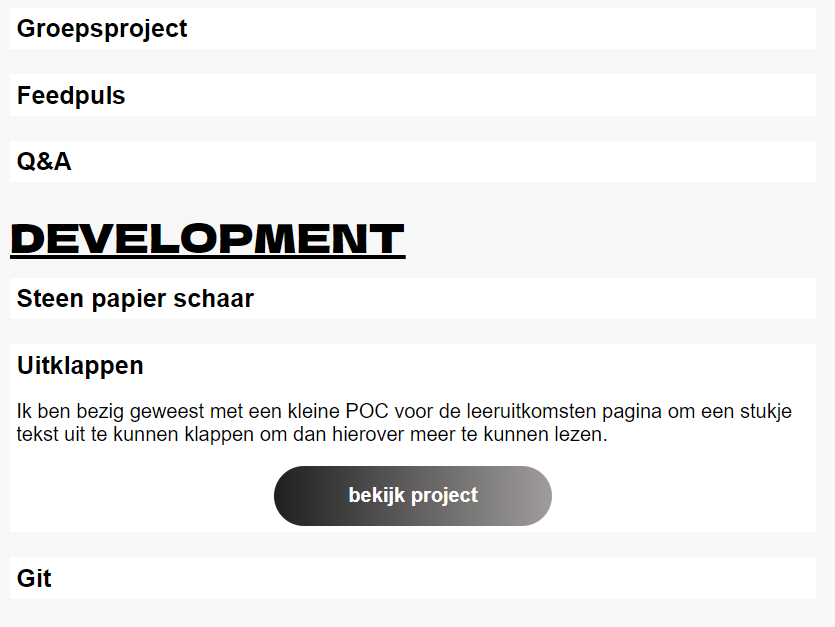 Groepsproject
Feedpuls
Q&A
DEVELOPMENT
Steen papier schaar
Uitklappen
Ik ben bezig geweest met een kleine POC voor de leeruitkomsten pagina om een stukje
tekst uit te kunnen klappen om dan hierover meer te kunnen lezen.
bekijk project
Git